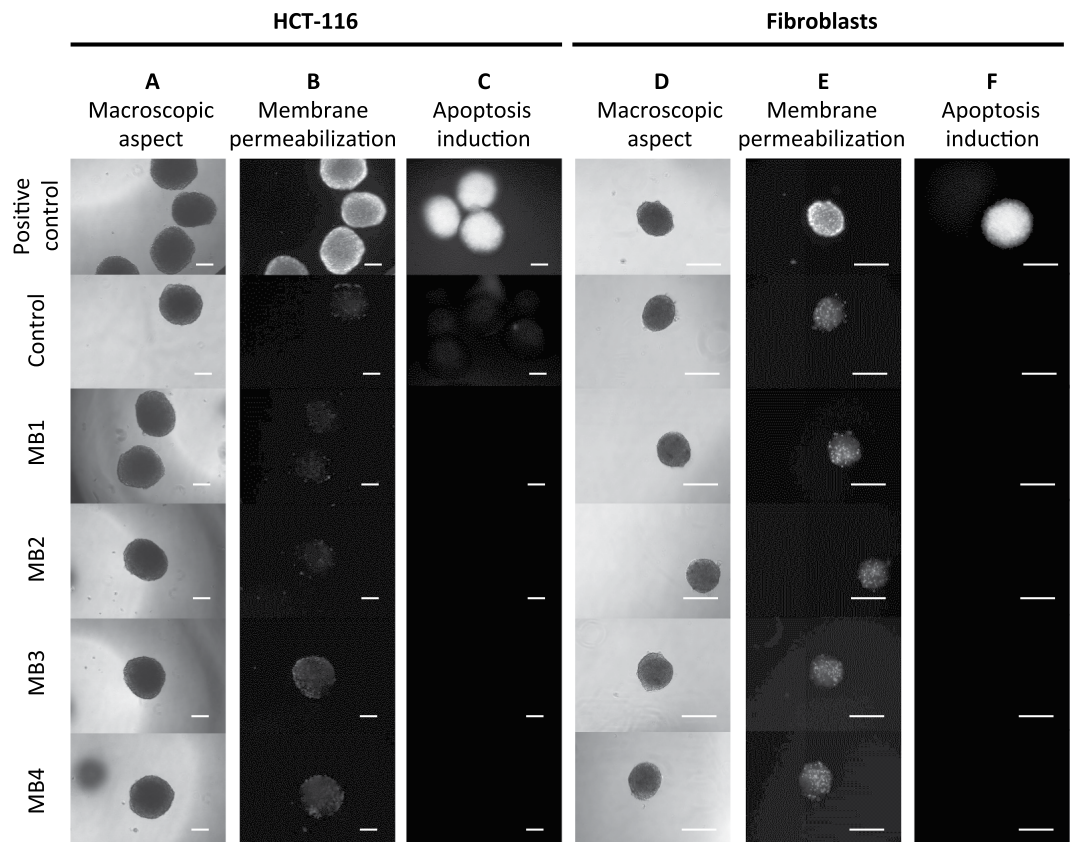 HCT-116
Fibroblasts
A
Macroscopic
aspect
B
Membrane
permeabilization
C
Apoptosis
induction
D
Macroscopic
aspect
E
Membrane
permeabilization
F
Apoptosis
induction
Positive
control
Control
MB1
MB2
MB3
MB4